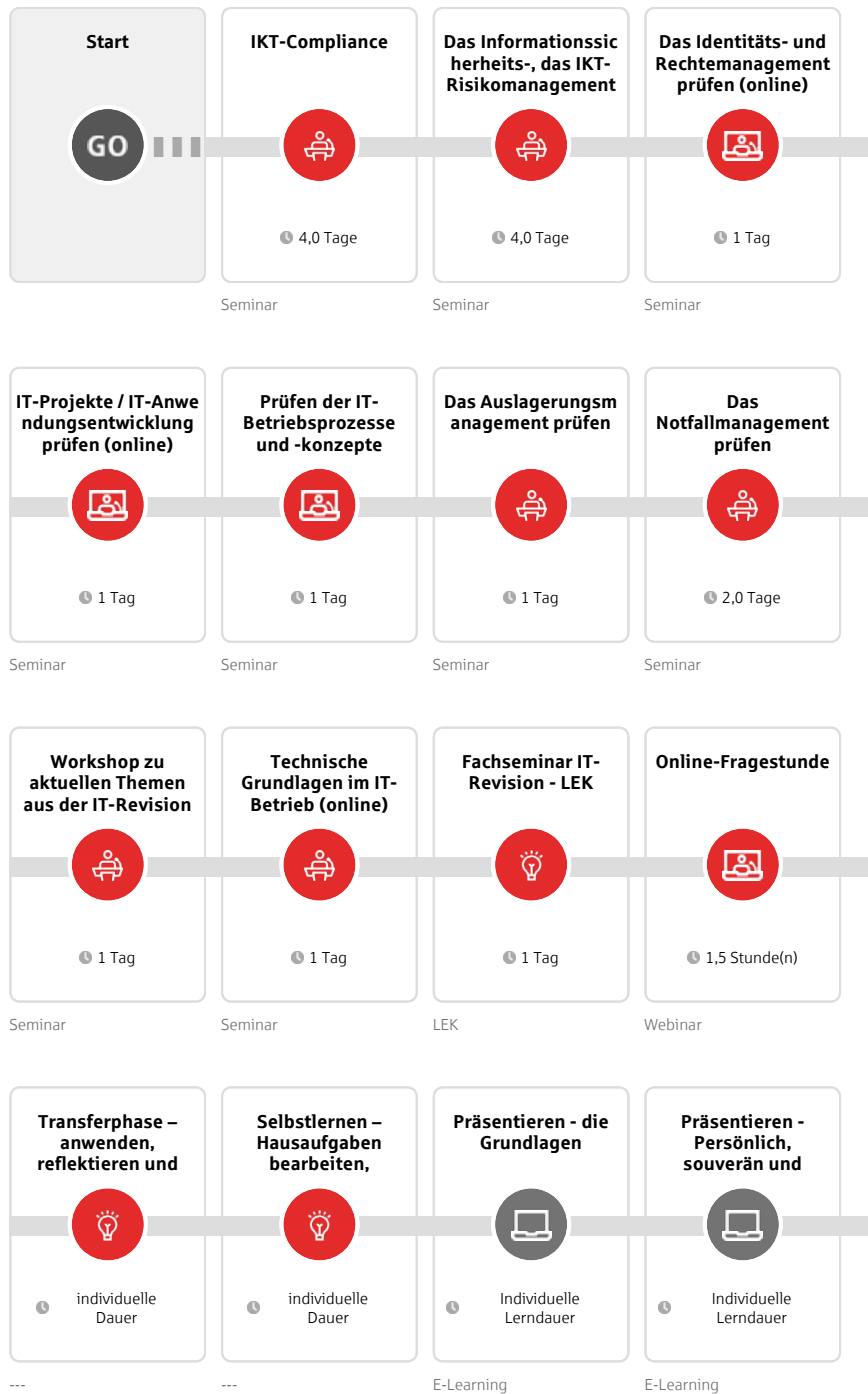 Start
GO
IKT-Compliance
4,0 Tage
Seminar
Das Informationssic
herheits-, das IKT-
Risikomanagement
4,0 Tage
Seminar
Das Identitäts- und
Rechtemanagement
prüfen (online)
1 Tag
Seminar
IT-Projekte / IT-Anwe
ndungsentwicklung
prüfen (online)
1 Tag
Seminar
Prüfen der IT-
Betriebsprozesse
und -konzepte
1 Tag
Seminar
Das Auslagerungsm
anagement prüfen
1 Tag
Seminar
Das
Notfallmanagement
prüfen
2,0 Tage
Seminar
Workshop zu
aktuellen Themen
aus der IT-Revision
1 Tag
Seminar
Technische
Grundlagen im IT-
Betrieb (online)
1 Tag
Seminar
Fachseminar IT-
Revision - LEK
1 Tag
LEK
Online-Fragestunde
1,5 Stunde(n)
Webinar
Transferphase –
anwenden,
reflektieren und
individuelle
Dauer
---
Selbstlernen –
Hausaufgaben
bearbeiten,
individuelle
Dauer
---
Präsentieren - die
Grundlagen
Individuelle
Lerndauer
E-Learning
Präsentieren -
Persönlich,
souverän und
Individuelle
Lerndauer
E-Learning